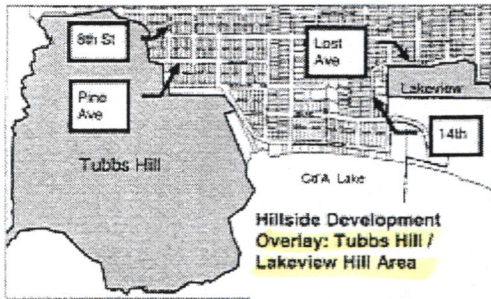 8th St
Lost
Ave
Pine
Ave
Lakeview
14th
Tubbs Hill
Cd'A Lake
Hillside Development
Overlay: Tubbs Hill /
Lakeview Hill Area